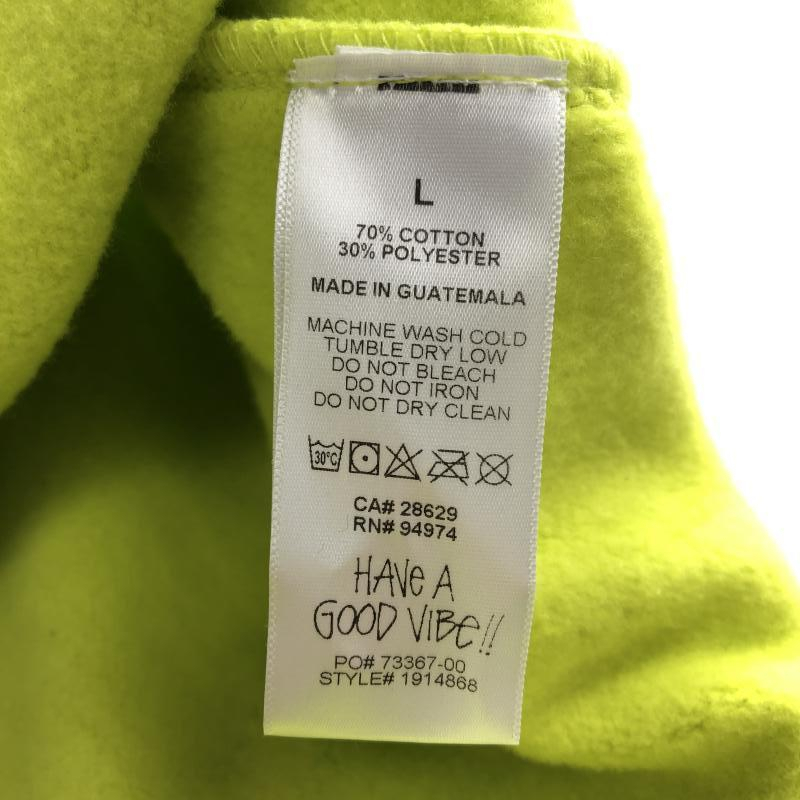 L
70% COTTON
30% POLYESTER
MADE IN GUATEMALA
MACHINE WASH COLD
TUMBLE DRY LOW
DO NOT BLEACH
DO NOT IRON
DO NOT DRY CLEAN
30°C
CA# 28629
RN# 94974
HAVE A
GOOD VIBE!!
PO# 73367-00
STYLE# 1914868